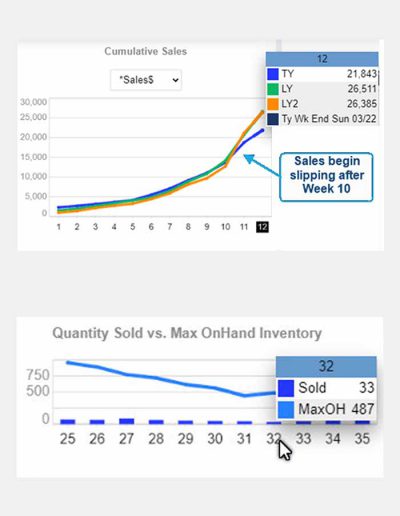 Cumulative Sales
*Sales$
12
TY 21,843
LY 26,511
LY2 26,385
Ty Wk End Sun 03/22
30,000
25,000
20,000
15,000
10,000
5,000
0
Sales begin
slipping after
Week 10
1 2 3 4 5 6 7 8 9 10 11 12
Quantity Sold vs. Max OnHand Inventory
32
Sold 33
MaxOH 487
750
500
0
25 26 27 28 29 30 31 32 33 34 35